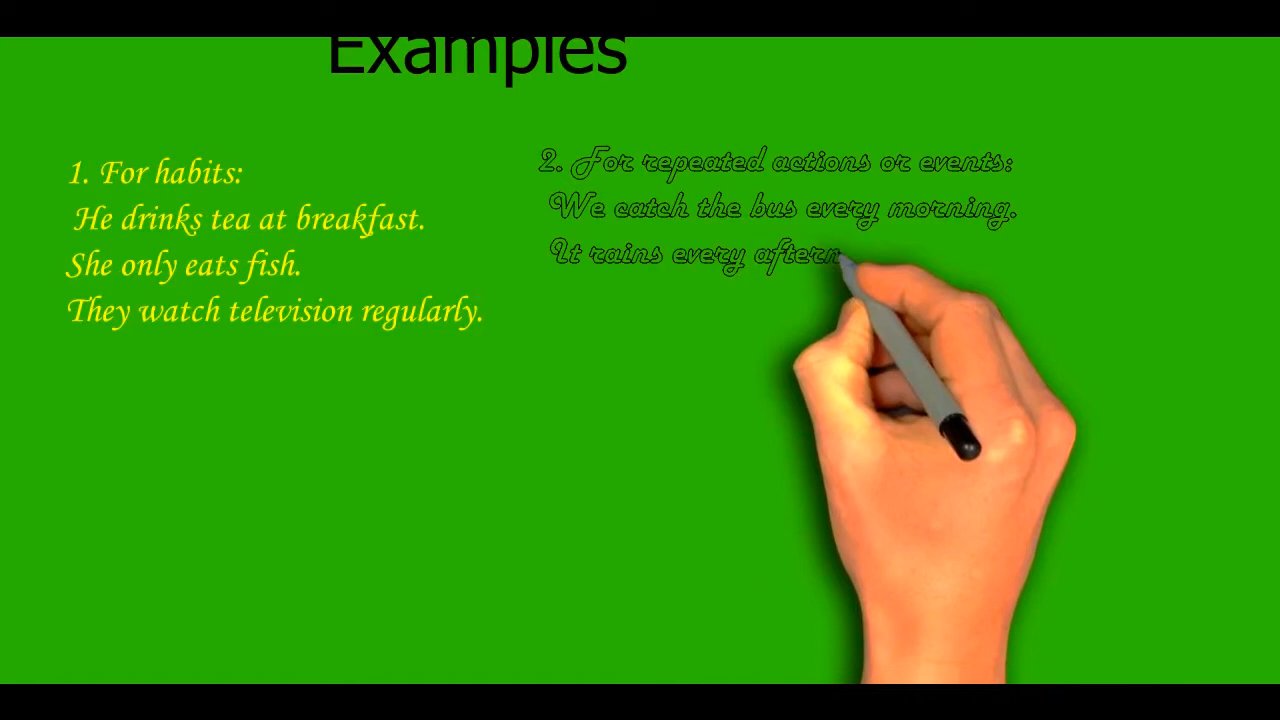 Examples
1. For habits:
He drinks tea at breakfast.
She only eats fish.
They watch television regularly.
2. For repeated actions or events:
We catch the bus every morning.
It rains every aftern